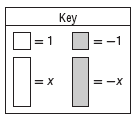 Key
= 1 = −1
= x = −x